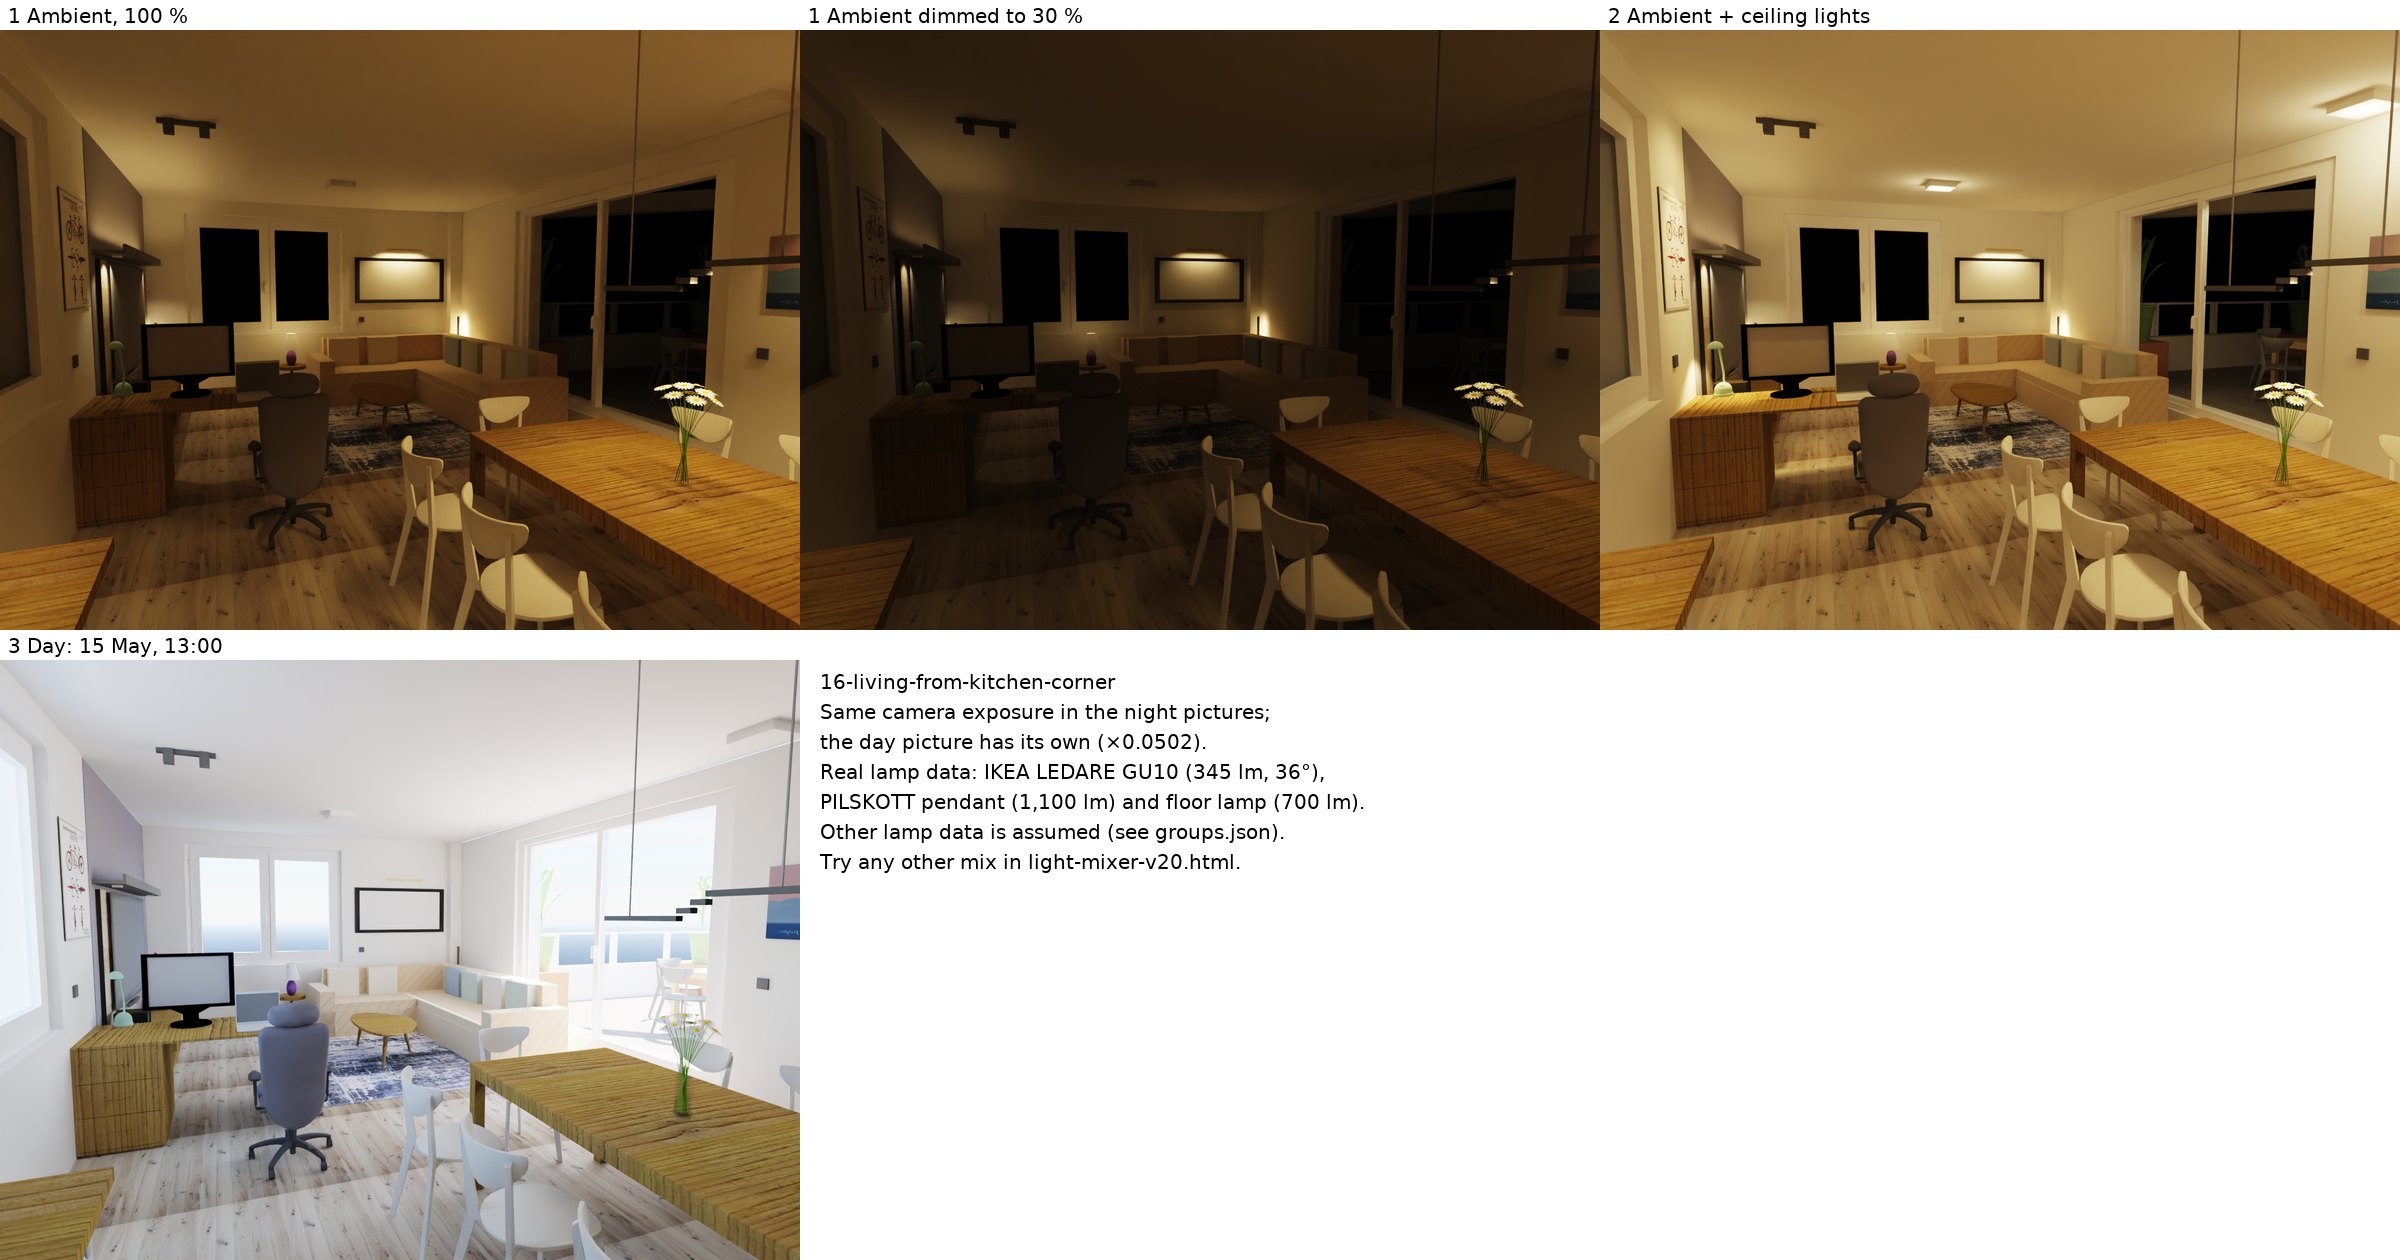 1 Ambient, 100 %
1 Ambient dimmed to 30 %
2 Ambient + ceiling lights
3 Day: 15 May, 13:00
16-living-from-kitchen-corner
Same camera exposure in the night pictures;
the day picture has its own (×0.0502).
Real lamp data: IKEA LEDARE GU10 (345 lm, 36°),
PILSKOTT pendant (1,100 lm) and floor lamp (700 lm).
Other lamp data is assumed (see groups.json).
Try any other mix in light-mixer-v20.html.